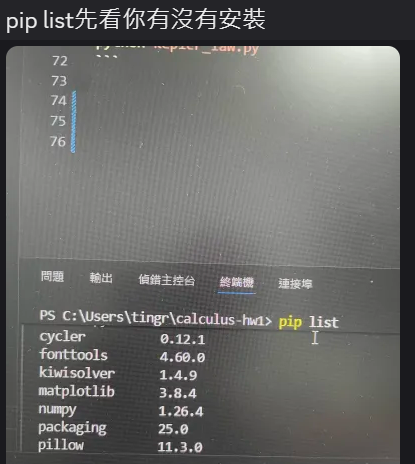 pip list先看你有沒有安裝
python kepler_law.py
72 ```
73
74
75
76
問題 輸出 偵錯主控台 終端機 連接埠
PS C:\Users\tingr\calculus-hw1> pip list
cycler 0.12.1
fonttools 4.60.0
kiwisolver 1.4.9
matplotlib 3.8.4
numpy 1.26.4
packaging 25.0
pillow 11.3.0